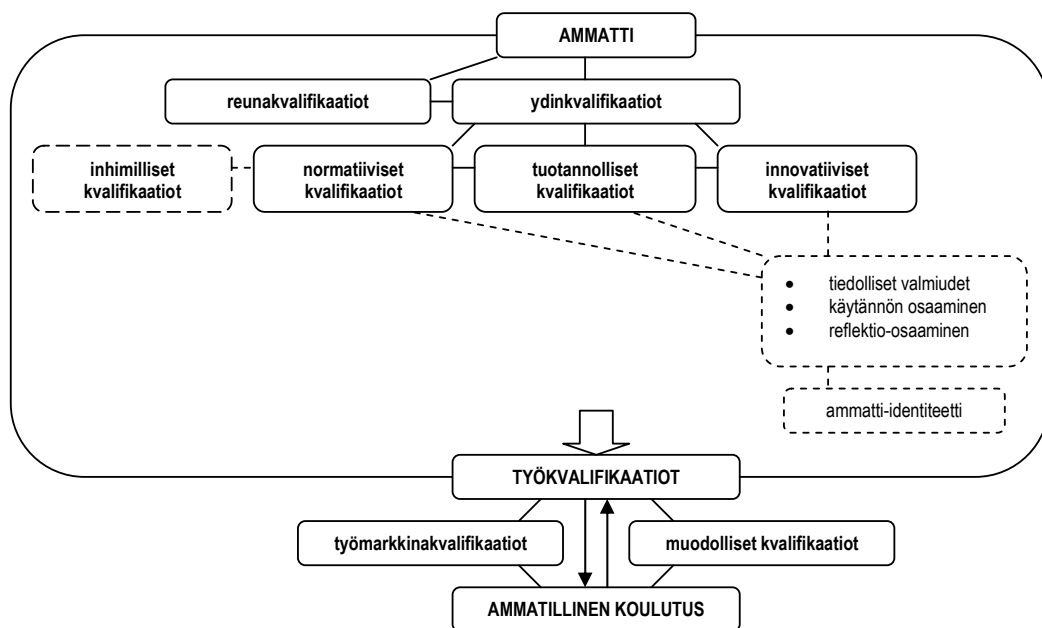 AMMATTI
reunakvalifikaatiot
ydinkvalifikaatiot
inhimilliset
kvalifikaatiot
normatiiviset
kvalifikaatiot
tuotannolliset
kvalifikaatiot
innovatiiviset
kvalifikaatiot
• tiedolliset valmiudet
• käytännön osaaminen
• reflektio-osaaminen
ammatti-identiteetti
TYÖKVALIFIKAATIOT
työmarkkinakvalifikaatiot
muodolliset kvalifikaatiot
AMMATILLINEN KOULUTUS